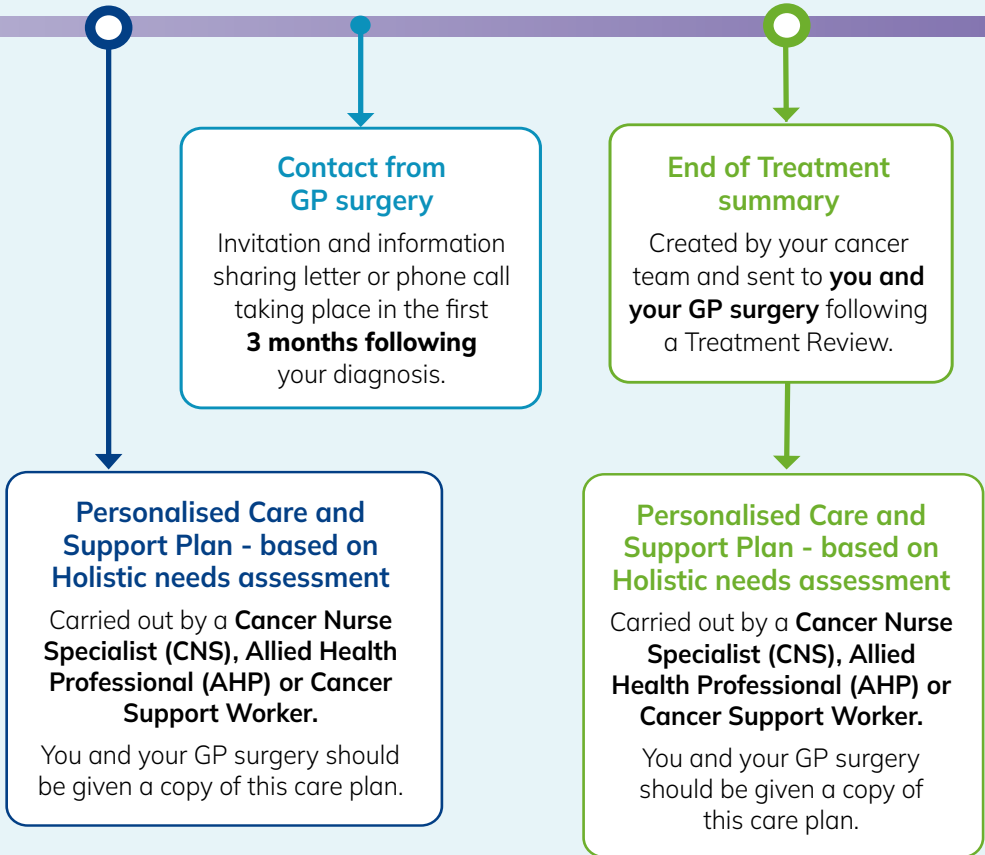 Contact from
GP surgery
Invitation and information
sharing letter or phone call
taking place in the first
3 months following
your diagnosis.
End of Treatment
summary
Created by your cancer
team and sent to you and
your GP surgery following
a Treatment Review.
Personalised Care and
Support Plan - based on
Holistic needs assessment
Carried out by a Cancer Nurse
Specialist (CNS), Allied Health
Professional (AHP) or Cancer
Support Worker.
You and your GP surgery should
be given a copy of this care plan.
Personalised Care and
Support Plan - based on
Holistic needs assessment
Carried out by a Cancer Nurse
Specialist (CNS), Allied
Health Professional (AHP) or
Cancer Support Worker.
You and your GP surgery
should be given a copy of
this care plan.